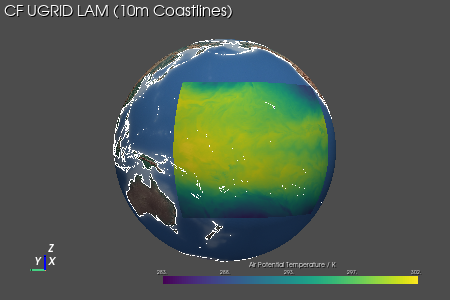 CF UGRID LAM (10m Coastlines)
Z
Y X
Air Potential Temperature / K
283. 288. 293. 297. 302.